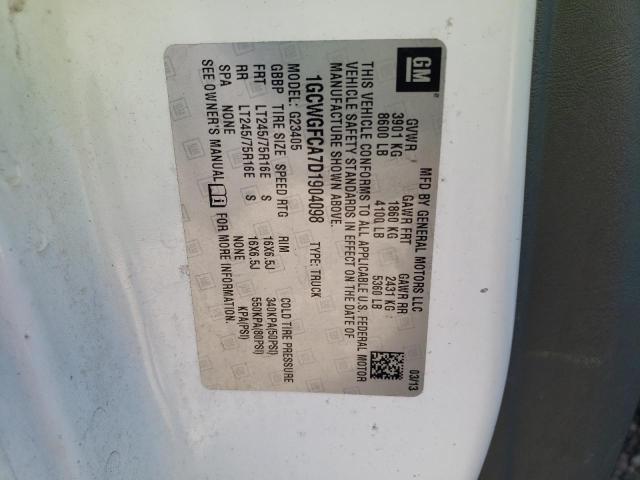 GM
MFD BY GENERAL MOTORS LLC
GVWR GAWR FRT GAWR RR
3901 KG 1860 KG 2431 KG
8600 LB 4100 LB 5360 LB
03/13
THIS VEHICLE CONFORMS TO ALL APPLICABLE U.S. FEDERAL MOTOR
VEHICLE SAFETY STANDARDS IN EFFECT ON THE DATE OF
MANUFACTURE SHOWN ABOVE.
1GCWGFCA7D1904098 TYPE: TRUCK
MODEL: G23405
GBBP TIRE SIZE SPEED RTG RIM COLD TIRE PRESSURE
FRT LT245/75R16E S 16X6.5J 340KPA(50PSI)
RR LT245/75R16E S 16X6.5J 550KPA(80PSI)
SPA NONE NONE KPA(PSI)
SEE OWNER'S MANUAL FOR MORE INFORMATION.